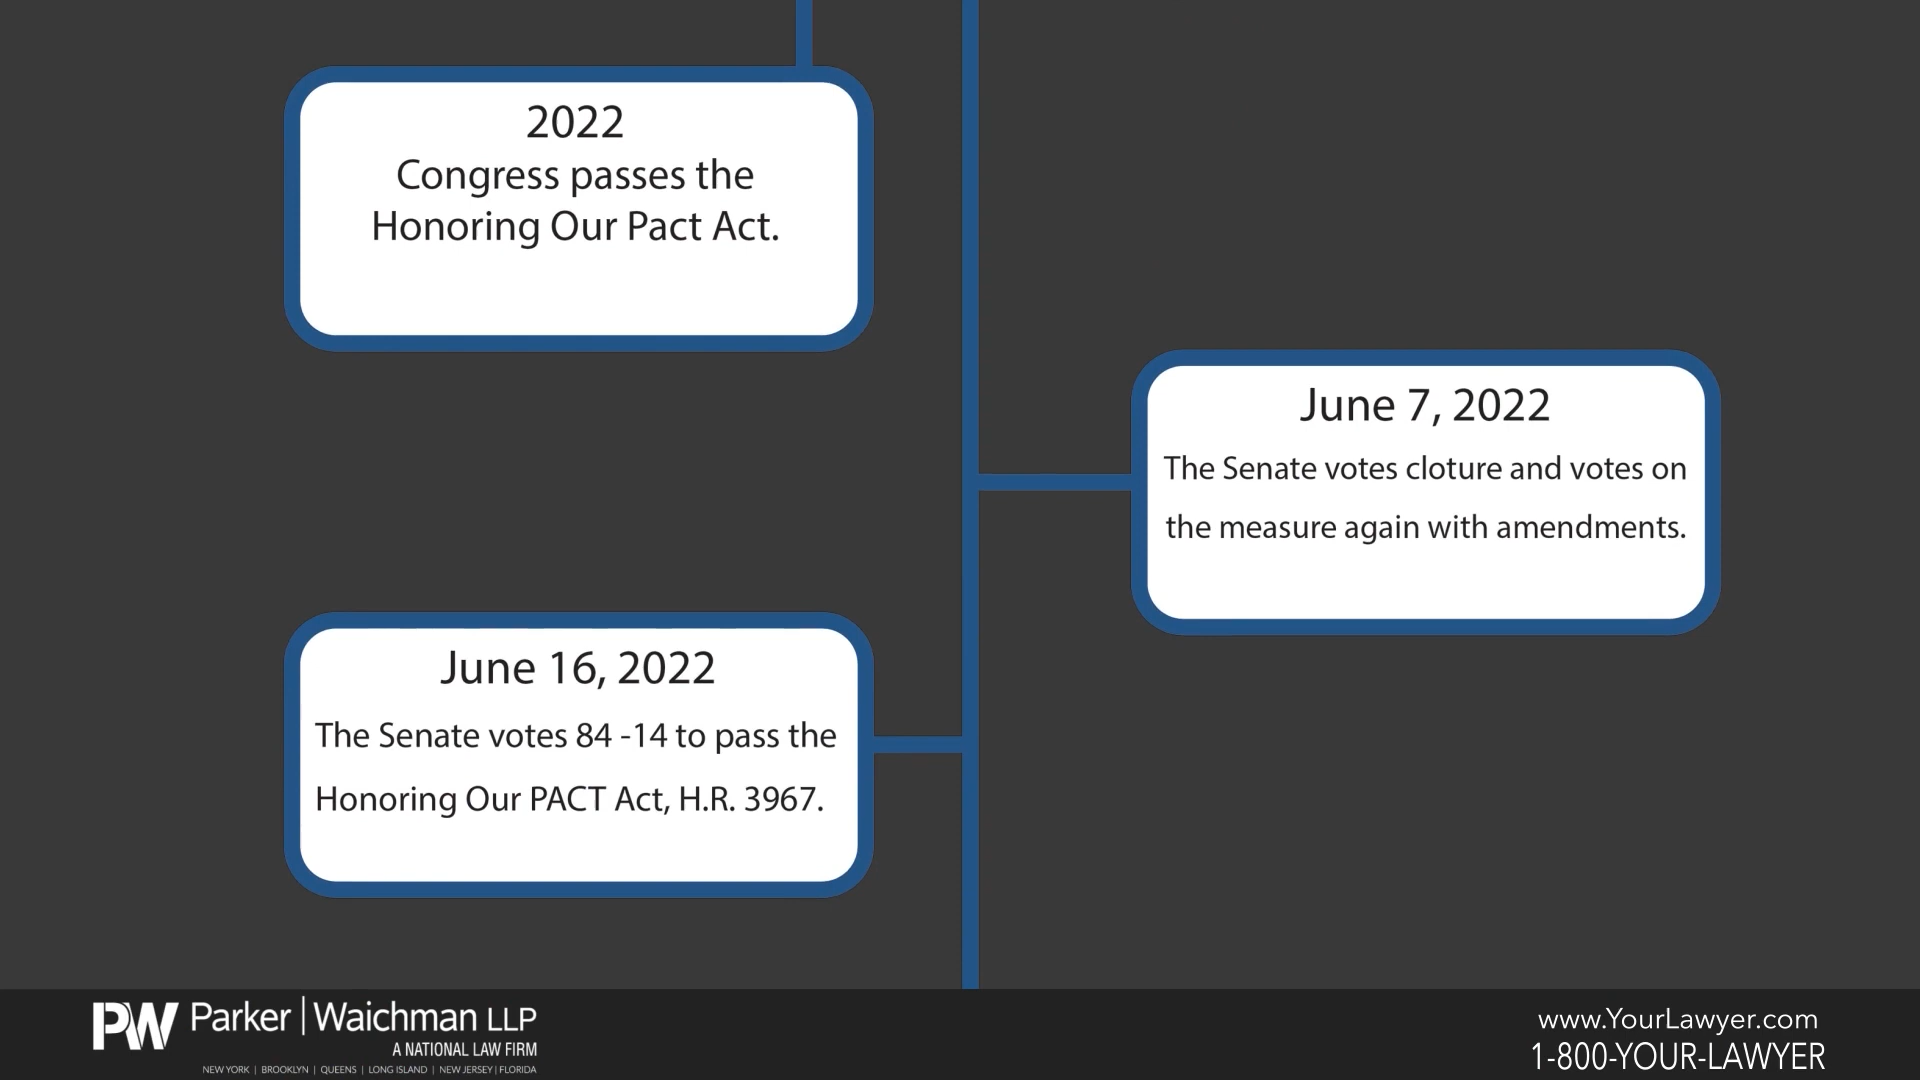 2022
Congress passes the
Honoring Our Pact Act.
June 7, 2022
The Senate votes cloture and votes on
the measure again with amendments.
June 16, 2022
The Senate votes 84 -14 to pass the
Honoring Our PACT Act, H.R. 3967.
PW Parker | Waichman LLP
A NATIONAL LAW FIRM
NEW YORK | BROOKLYN | QUEENS | LONG ISLAND | NEW JERSEY | FLORIDA
www.YourLawyer.com
1-800-YOUR-LAWYER